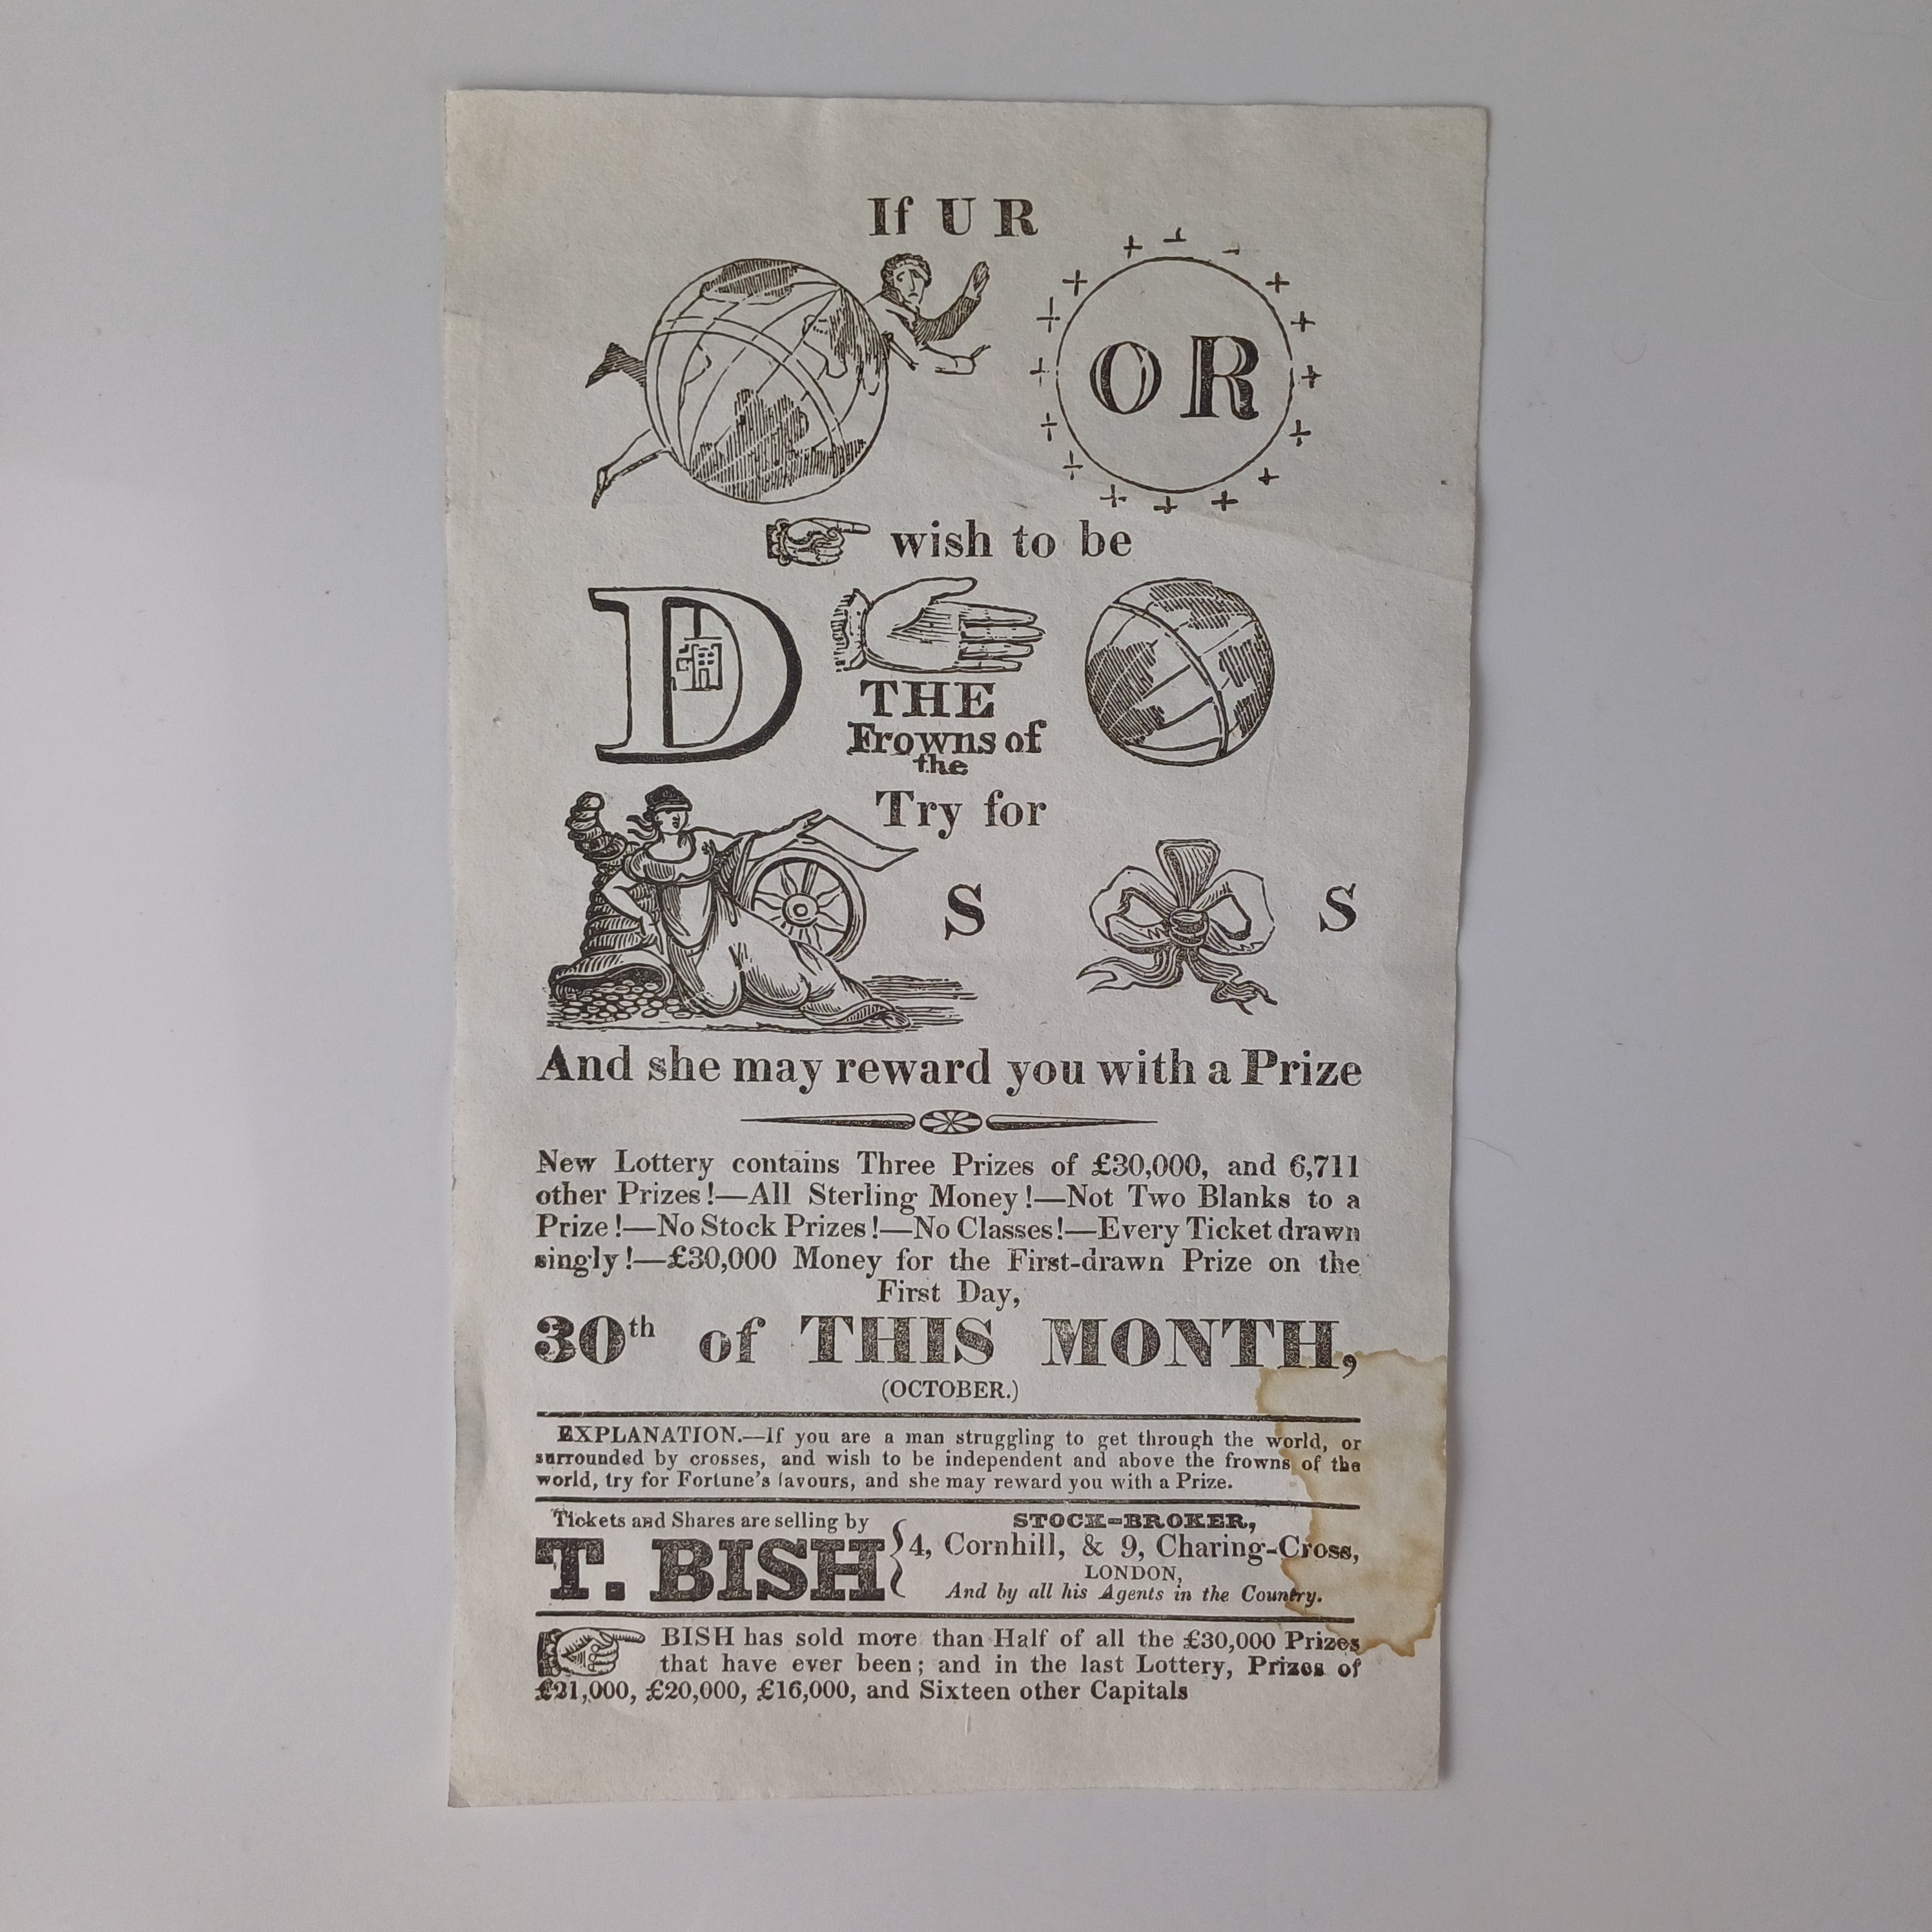 If U R
OR
wish to be
D
THE
Frowns of
the
Try for
S S
And she may reward you with a Prize
New Lottery contains Three Prizes of £30,000, and 6,711
other Prizes!—All Sterling Money!—Not Two Blanks to a
Prize!—No Stock Prizes!—No Classes!—Every Ticket drawn
singly!—£30,000 Money for the First-drawn Prize on the
First Day,
30th of THIS MONTH,
(OCTOBER.)
EXPLANATION.—If you are a man struggling to get through the world, or
surrounded by crosses, and wish to be independent and above the frowns of the
world, try for Fortune's favours, and she may reward you with a Prize.
Tickets and Shares are selling by
T. BISH
STOCK-BROKER,
4, Cornhill, & 9, Charing-Cross,
LONDON,
And by all his Agents in the Country.
BISH has sold more than Half of all the £30,000 Prizes
that have ever been; and in the last Lottery, Prizes of
£21,000, £20,000, £16,000, and Sixteen other Capitals